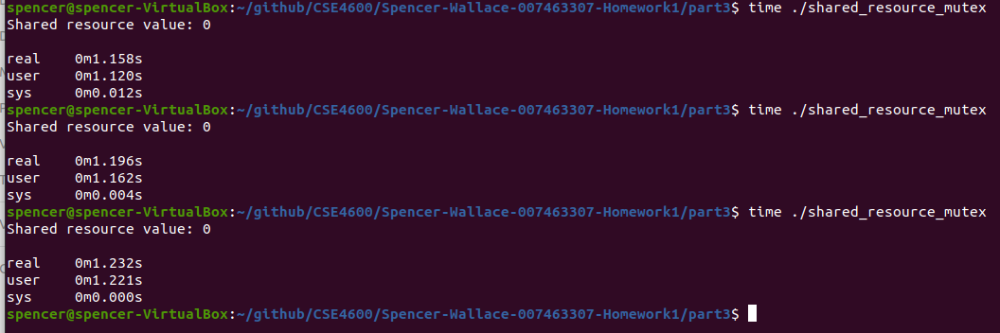 spencer@spencer-VirtualBox:~/github/CSE4600/Spencer-Wallace-007463307-Homework1/part3$ time ./shared_resource_mutex
Shared resource value: 0
real 0m1.158s
user 0m1.120s
sys 0m0.012s
spencer@spencer-VirtualBox:~/github/CSE4600/Spencer-Wallace-007463307-Homework1/part3$ time ./shared_resource_mutex
Shared resource value: 0
real 0m1.196s
user 0m1.162s
sys 0m0.004s
spencer@spencer-VirtualBox:~/github/CSE4600/Spencer-Wallace-007463307-Homework1/part3$ time ./shared_resource_mutex
Shared resource value: 0
real 0m1.232s
user 0m1.221s
sys 0m0.000s
spencer@spencer-VirtualBox:~/github/CSE4600/Spencer-Wallace-007463307-Homework1/part3$